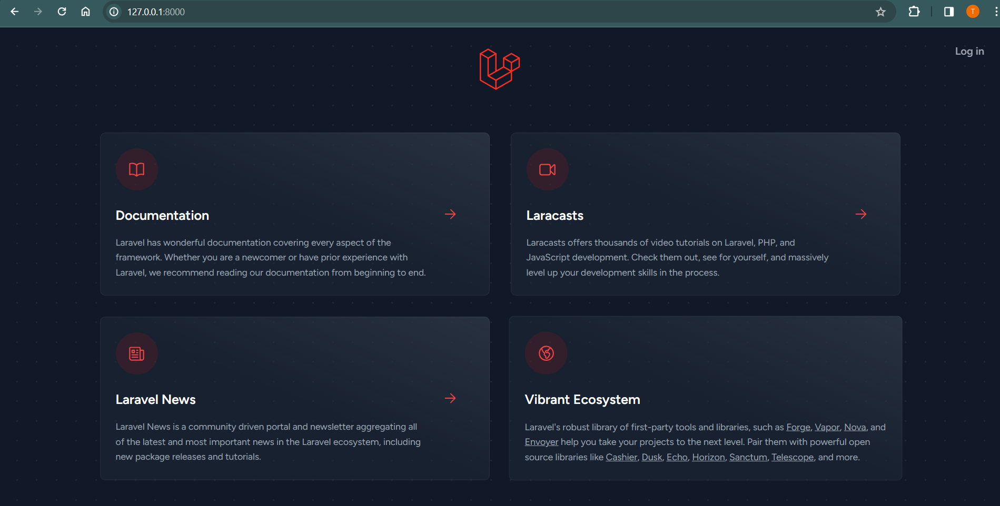 127.0.0.1:8000
T
Log in
Documentation
Laravel has wonderful documentation covering every aspect of the
framework. Whether you are a newcomer or have prior experience with
Laravel, we recommend reading our documentation from beginning to end.
Laracasts
Laracasts offers thousands of video tutorials on Laravel, PHP, and
JavaScript development. Check them out, see for yourself, and massively
level up your development skills in the process.
Laravel News
Laravel News is a community driven portal and newsletter aggregating all
of the latest and most important news in the Laravel ecosystem, including
new package releases and tutorials.
Vibrant Ecosystem
Laravel's robust library of first-party tools and libraries, such as Forge, Vapor, Nova, and
Envoyer help you take your projects to the next level. Pair them with powerful open
source libraries like Cashier, Dusk, Echo, Horizon, Sanctum, Telescope, and more.